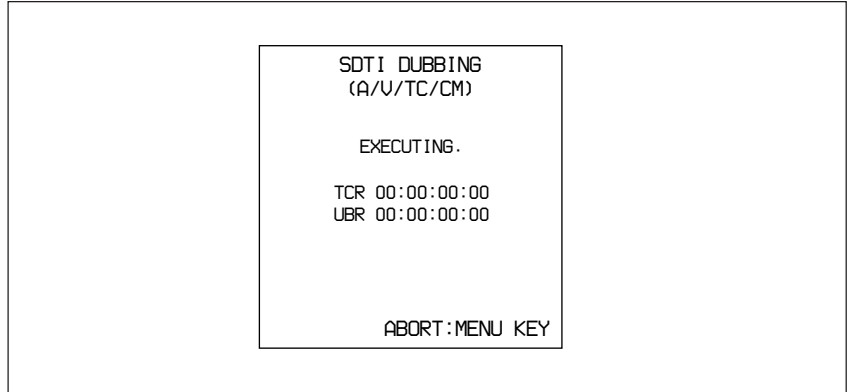 SDTI DUBBING
(A/V/TC/CM)
EXECUTING.
TCR 00:00:00:00
UBR 00:00:00:00
ABORT:MENU KEY